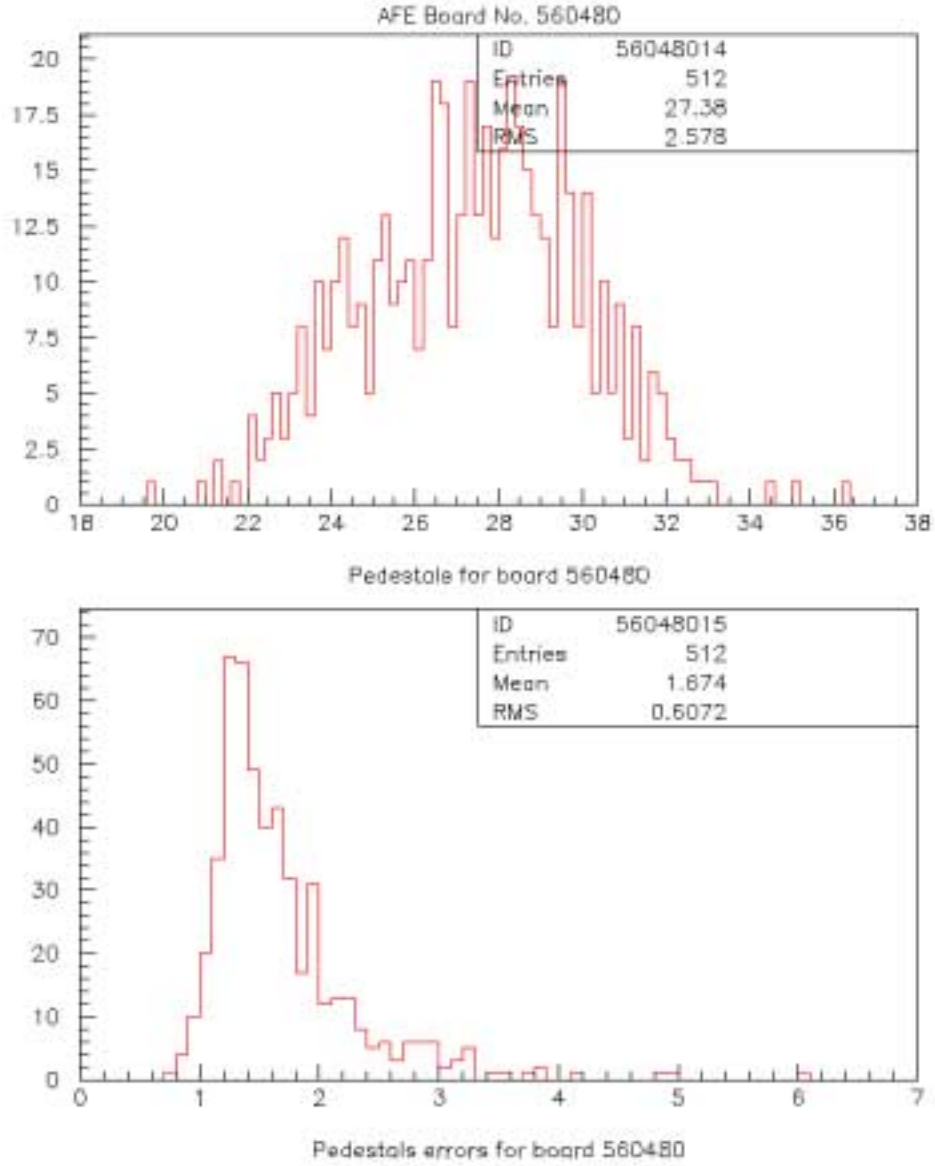 AFE Board No. 560480
ID 56048014
Entries 512
Mean 27.38
RMS 2.578
20
17.5
15
12.5
10
7.5
5
2.5
0
18 20 22 24 26 28 30 32 34 36 38
Pedestals for board 560480
ID 56048015
Entries 512
Mean 1.674
RMS 0.6072
70
60
50
40
30
20
10
0
0 1 2 3 4 5 6 7
Pedestals errors for board 560480